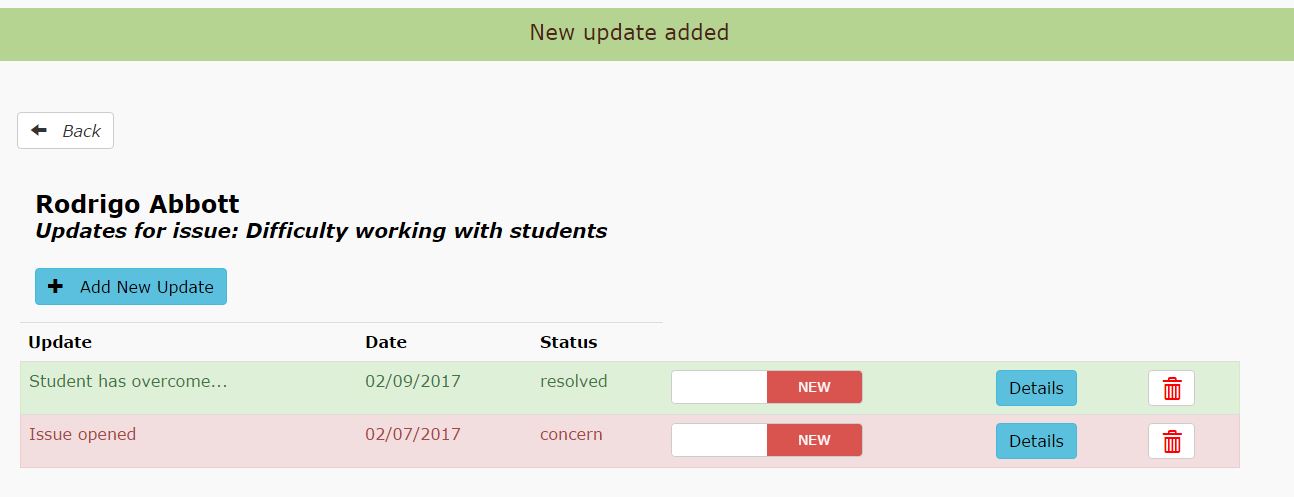 New update added
Back
Rodrigo Abbott
Updates for issue: Difficulty working with students
Add New Update
Update Date Status
Student has overcome... 02/09/2017 resolved NEW Details
Issue opened 02/07/2017 concern NEW Details